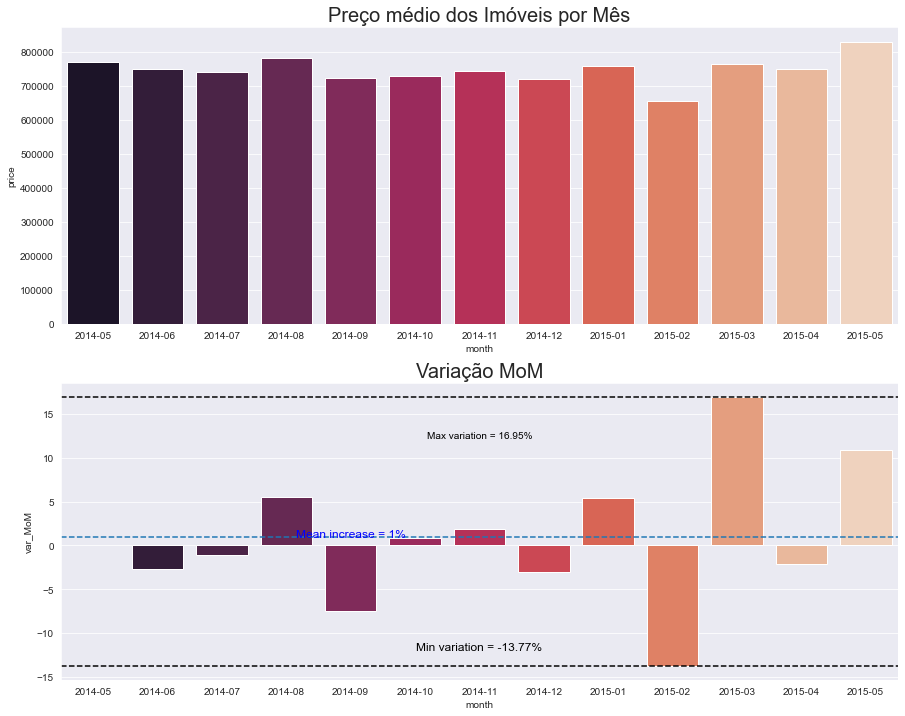 Preço médio dos Imóveis por Mês
800000
700000
600000
500000
400000
300000
200000
100000
0
price
2014-05 2014-06 2014-07 2014-08 2014-09 2014-10 2014-11 2014-12 2015-01 2015-02 2015-03 2015-04 2015-05
month
Variação MoM
15
10
5
0
−5
−10
−15
var_MoM
Max variation = 16.95%
Mean increase = 1%
Min variation = -13.77%
2014-05 2014-06 2014-07 2014-08 2014-09 2014-10 2014-11 2014-12 2015-01 2015-02 2015-03 2015-04 2015-05
month